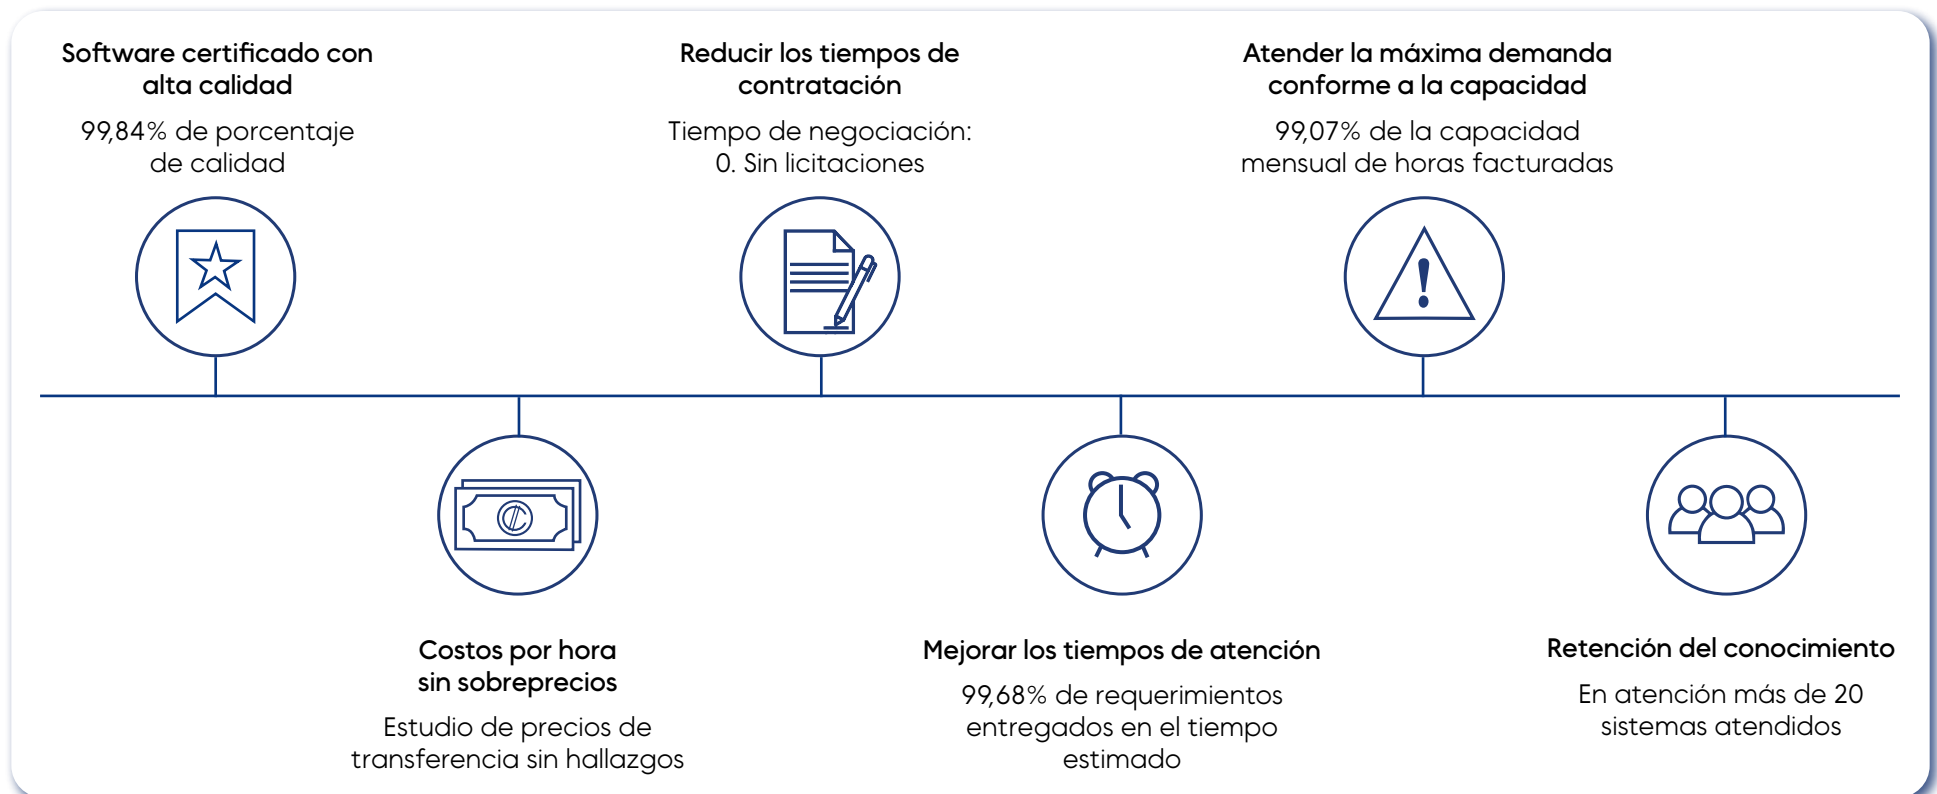 Software certificado con
alta calidad
99,84% de porcentaje
de calidad
Reducir los tiempos de
contratación
Tiempo de negociación:
0. Sin licitaciones
Atender la máxima demanda
conforme a la capacidad
99,07% de la capacidad
mensual de horas facturadas
Costos por hora
sin sobreprecios
Estudio de precios de
transferencia sin hallazgos
Mejorar los tiempos de atención
99,68% de requerimientos
entregados en el tiempo
estimado
Retención del conocimiento
En atención más de 20
sistemas atendidos